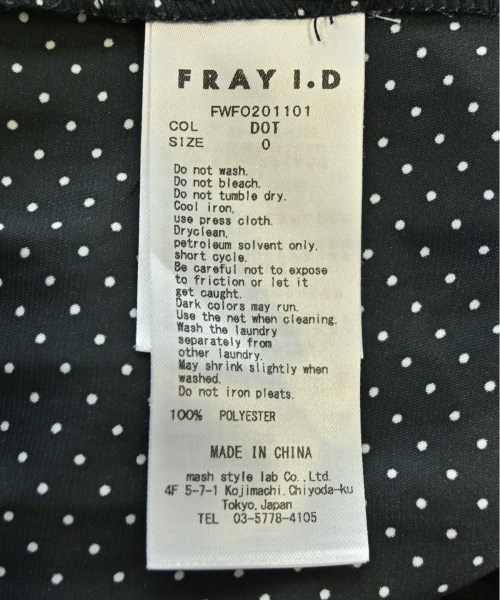 FRAY I.D
FWFO201101
COL DOT
SIZE 0
Do not wash.
Do not bleach.
Do not tumble dry.
Cool iron.
use press cloth.
Dryclean.
petroleum solvent only.
short cycle.
Be careful not to expose
to friction or let it
get caught.
Dark colors may run.
Use the net when cleaning.
Wash the laundry
separately from
other laundry.
May shrink slightly when
washed.
Do not iron pleats.
100% POLYESTER
MADE IN CHINA
mash style lab Co.,Ltd.
4F 5-7-1 Kojimachi.Chiyoda-ku
Tokyo.Japan
TEL 03-5778-4105